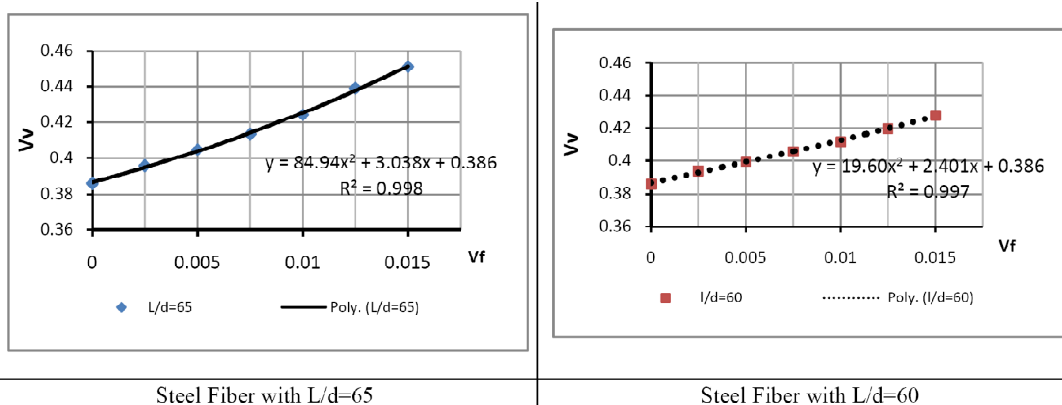 0.46
0.44
0.42
0.4
0.38
0.36
Vv
y = 84.94x² + 3.038x + 0.386
R² = 0.998
0 0.005 0.01 0.015
Vf
L/d=65 Poly. (L/d=65)
Steel Fiber with L/d=65
0.46
0.44
0.42
0.4
0.38
0.36
Vv
y = 19.60x² + 2.401x + 0.386
R² = 0.997
Vf
0 0.005 0.01 0.015
l/d=60 Poly. (l/d=60)
Steel Fiber with L/d=60